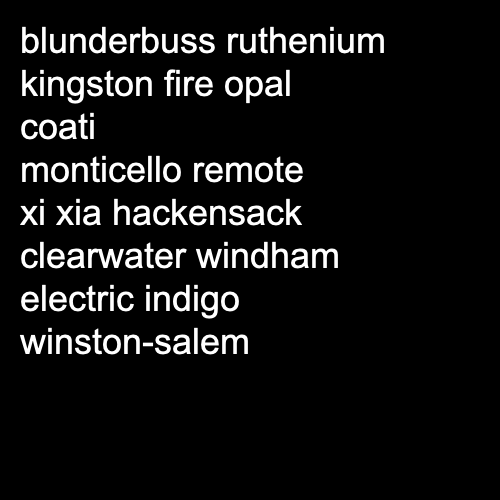 blunderbuss ruthenium
kingston fire opal
coati
monticello remote
xi xia hackensack
clearwater windham
electric indigo
winston-salem